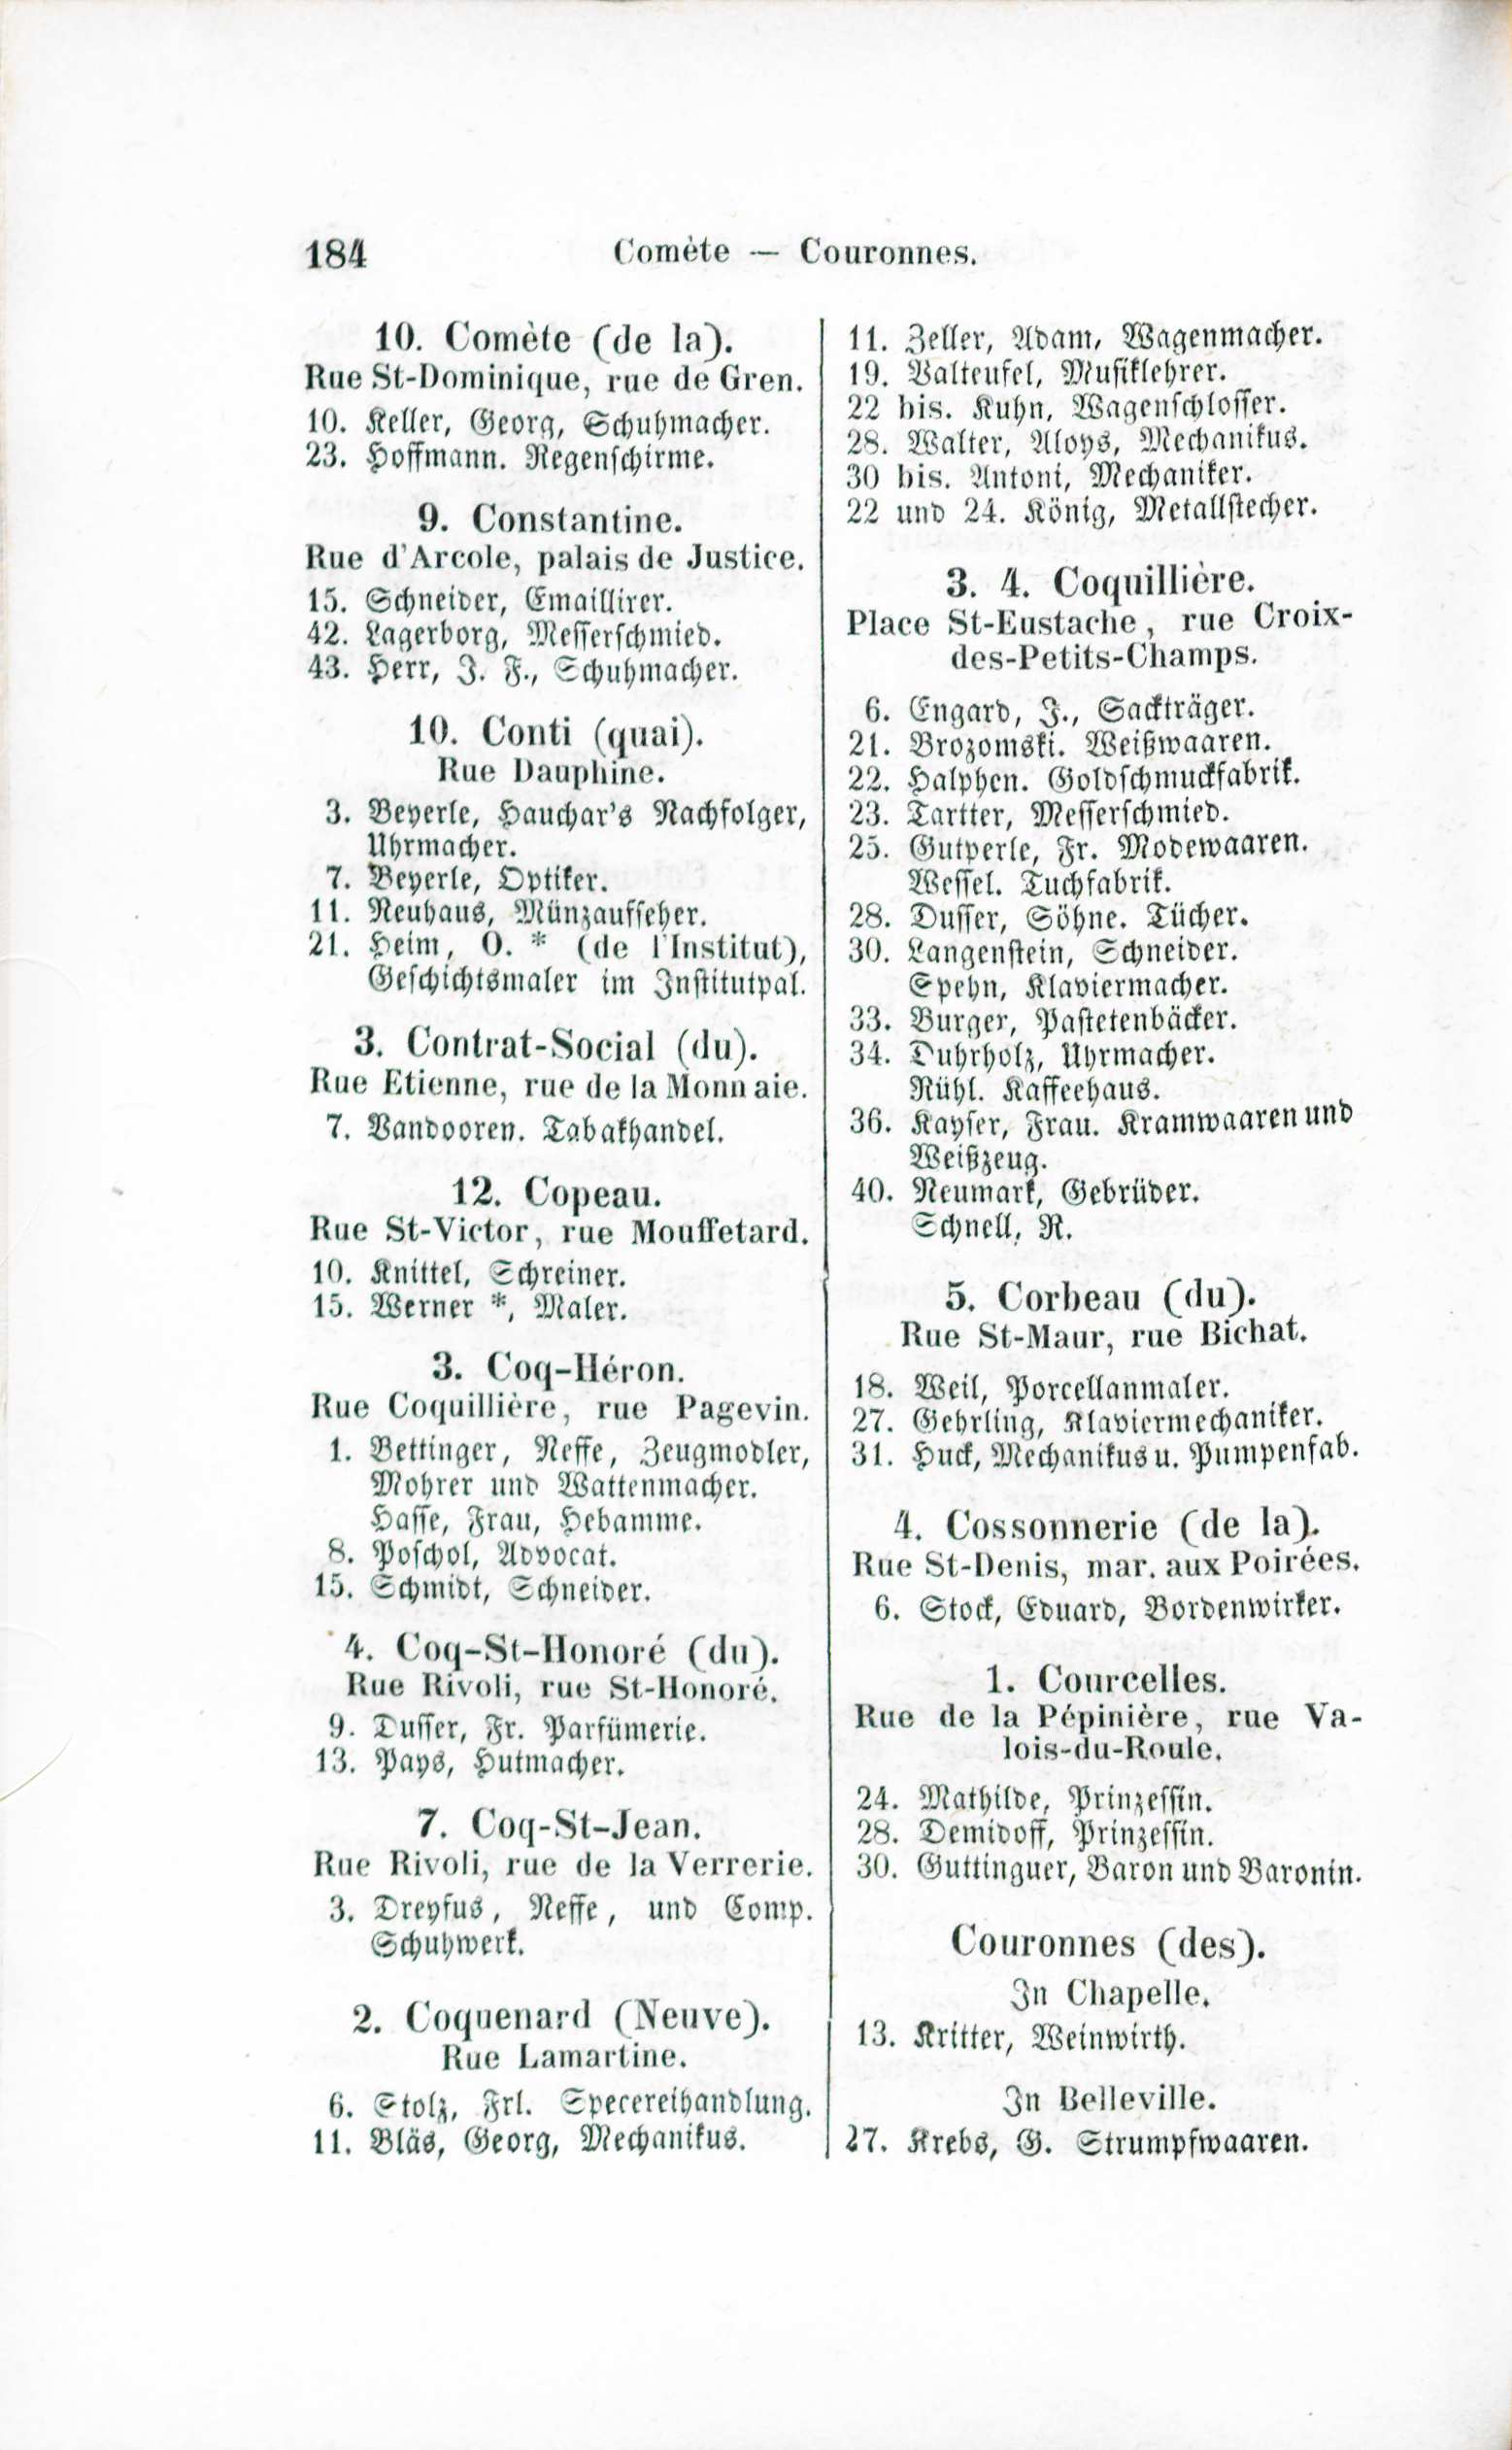 184
Comète — Couronnes.
10. Comète (de la).
Rue St-Dominique, rue de Gren.
10. Keller, Georg, Schuhmacher.
23. Hoffmann. Regenschirme.
9. Constantine.
Rue d'Arcole, palais de Justice.
15. Schneider, Emaillirer.
42. Lagerborg, Messerschmied.
43. Herr, J. F., Schuhmacher.
10. Conti (quai).
Rue Dauphine.
3. Beyerle, Hauchar's Nachfolger,
Uhrmacher.
7. Beyerle, Optiker.
11. Neuhaus, Münzaufseher.
21. Heim, O. * (de l'Institut),
Geschichtsmaler im Institutpal.
3. Contrat-Social (du).
Rue Etienne, rue de la Monnaie.
7. Vandooren. Tabakhandel.
12. Copeau.
Rue St-Victor, rue Mouffetard.
10. Knittel, Schreiner.
15. Werner *, Maler.
3. Coq-Héron.
Rue Coquillière, rue Pagevin.
1. Bettinger, Neffe, Zeugmodler,
Mohrer und Wattenmacher.
Hasse, Frau, Hebamme.
8. Poschol, Advocat.
15. Schmidt, Schneider.
4. Coq-St-Honoré (du).
Rue Rivoli, rue St-Honoré.
9. Dusser, Fr. Parfümerie.
13. Pays, Hutmacher.
7. Coq-St-Jean.
Rue Rivoli, rue de la Verrerie.
3. Dreyfus, Neffe, und Comp.
Schuhwerk.
2. Coquenard (Neuve).
Rue Lamartine.
6. Stolz, Frl. Specereihandlung.
11. Bläs, Georg, Mechanikus.
11. Zeller, Adam, Wagenmacher.
19. Valteufel, Musiklehrer.
22 bis. Kuhn, Wagenschlosser.
28. Walter, Aloys, Mechanikus.
30 bis. Antoni, Mechaniker.
22 und 24. König, Metallstecher.
3. 4. Coquillière.
Place St-Eustache, rue Croix-
des-Petits-Champs.
6. Engard, J., Sackträger.
21. Brozomski. Weißwaaren.
22. Halphen. Goldschmuckfabrik.
23. Tartter, Messerschmied.
25. Gutperle, Fr. Modewaaren.
Wessel. Tuchfabrik.
28. Dusser, Söhne. Tücher.
30. Langenstein, Schneider.
Spehn, Klaviermacher.
33. Burger, Pastetenbäcker.
34. Duhrholz, Uhrmacher.
Rühl. Kaffeehaus.
36. Kayser, Frau. Kramwaaren und
Weißzeug.
40. Neumark, Gebrüder.
Schnell, R.
5. Corbeau (du).
Rue St-Maur, rue Bichat.
18. Weil, Porcellanmaler.
27. Gehrling, Klaviermechaniker.
31. Huck, Mechanikus u. Pumpenfab.
4. Cossonnerie (de la).
Rue St-Denis, mar. aux Poirées.
6. Stock, Eduard, Bordenwirker.
1. Courcelles.
Rue de la Pépinière, rue Va-
lois-du-Roule.
24. Mathilde, Prinzessin.
28. Demidoff, Prinzessin.
30. Guttinguer, Baron und Baronin.
Couronnes (des).
In Chapelle.
13. Kritter, Weinwirth.
In Belleville.
27. Krebs, G. Strumpfwaaren.